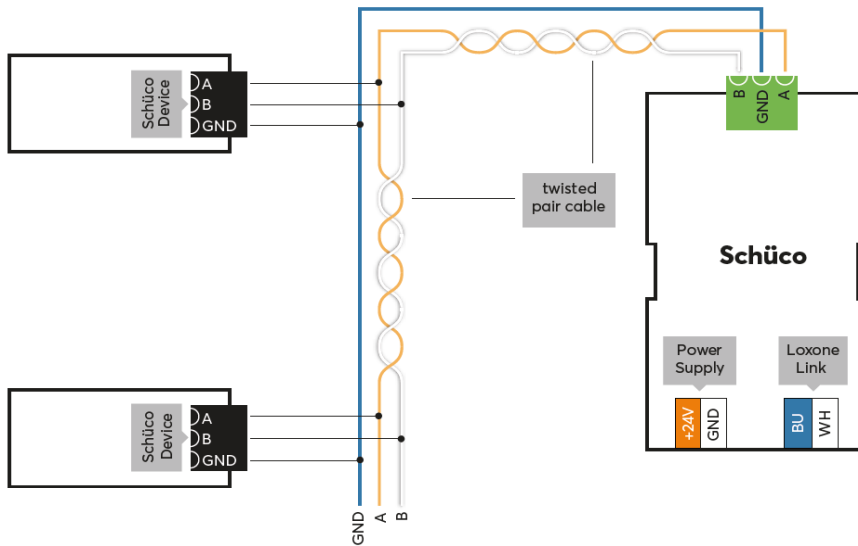 Schüco
Device
A
B
GND
B
GND
A
twisted
pair cable
Schüco
Power
Supply
Loxone
Link
+24V
GND
BU
WH
Schüco
Device
A
B
GND
GND
A
B